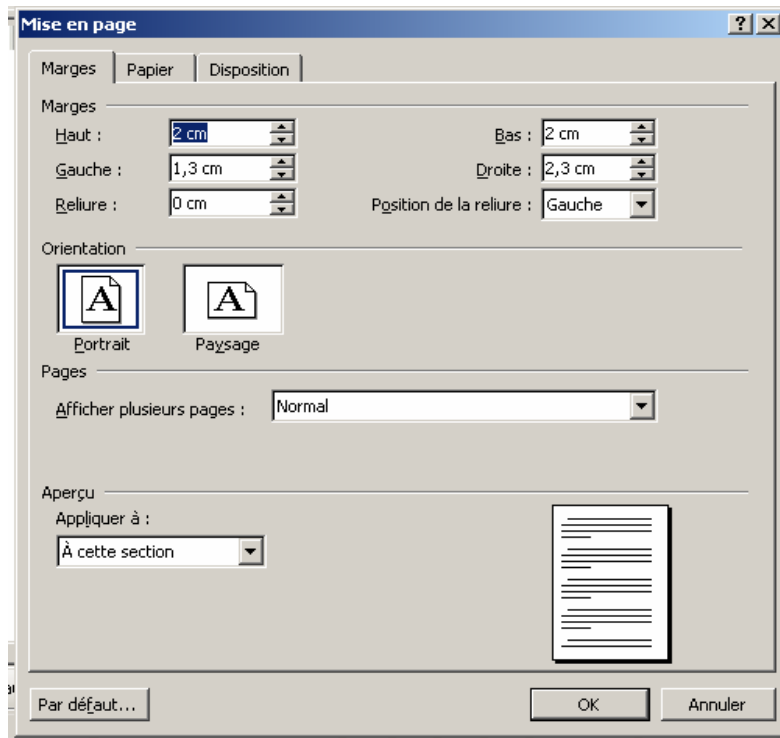 Mise en page
Marges Papier Disposition
Marges
Haut : 2 cm Bas : 2 cm
Gauche : 1,3 cm Droite : 2,3 cm
Reliure : 0 cm Position de la reliure : Gauche
Orientation
A A
Portrait Paysage
Pages
Afficher plusieurs pages : Normal
Aperçu
Appliquer à :
À cette section
Par défaut... OK Annuler